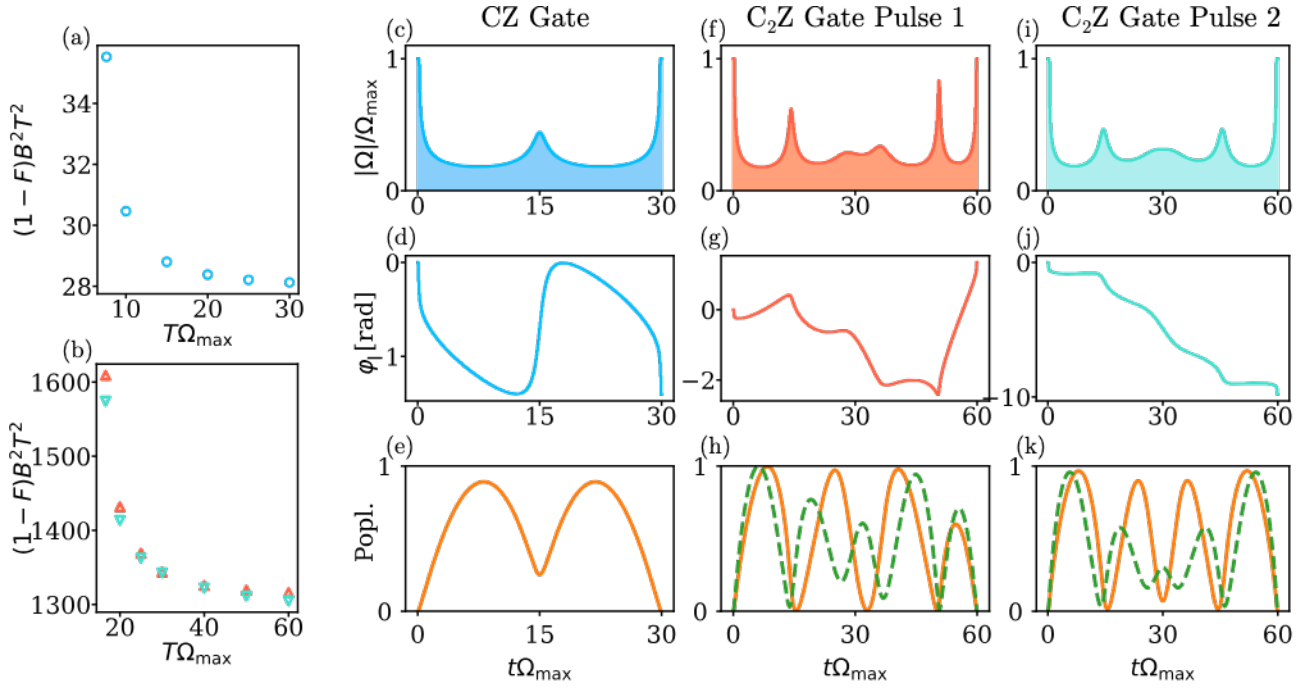 CZ Gate
C₂Z Gate Pulse 1
C₂Z Gate Pulse 2
(a)
(1 − F)B²T²
34
32
30
28
10
20
30
TΩmax
(b)
(1 − F)B²T²
1600
1500
1400
1300
20
40
60
TΩmax
(c)
|Ω|/Ωmax
1
0
0
15
30
(f)
1
0
0
30
60
(i)
1
0
0
30
60
(d)
φₗ[rad]
0
1
0
15
30
(g)
0
−2
0
30
60
(j)
0
−10
0
30
60
(e)
Popl.
1
0
0
15
30
tΩmax
(h)
1
0
0
30
60
tΩmax
(k)
1
0
0
30
60
tΩmax